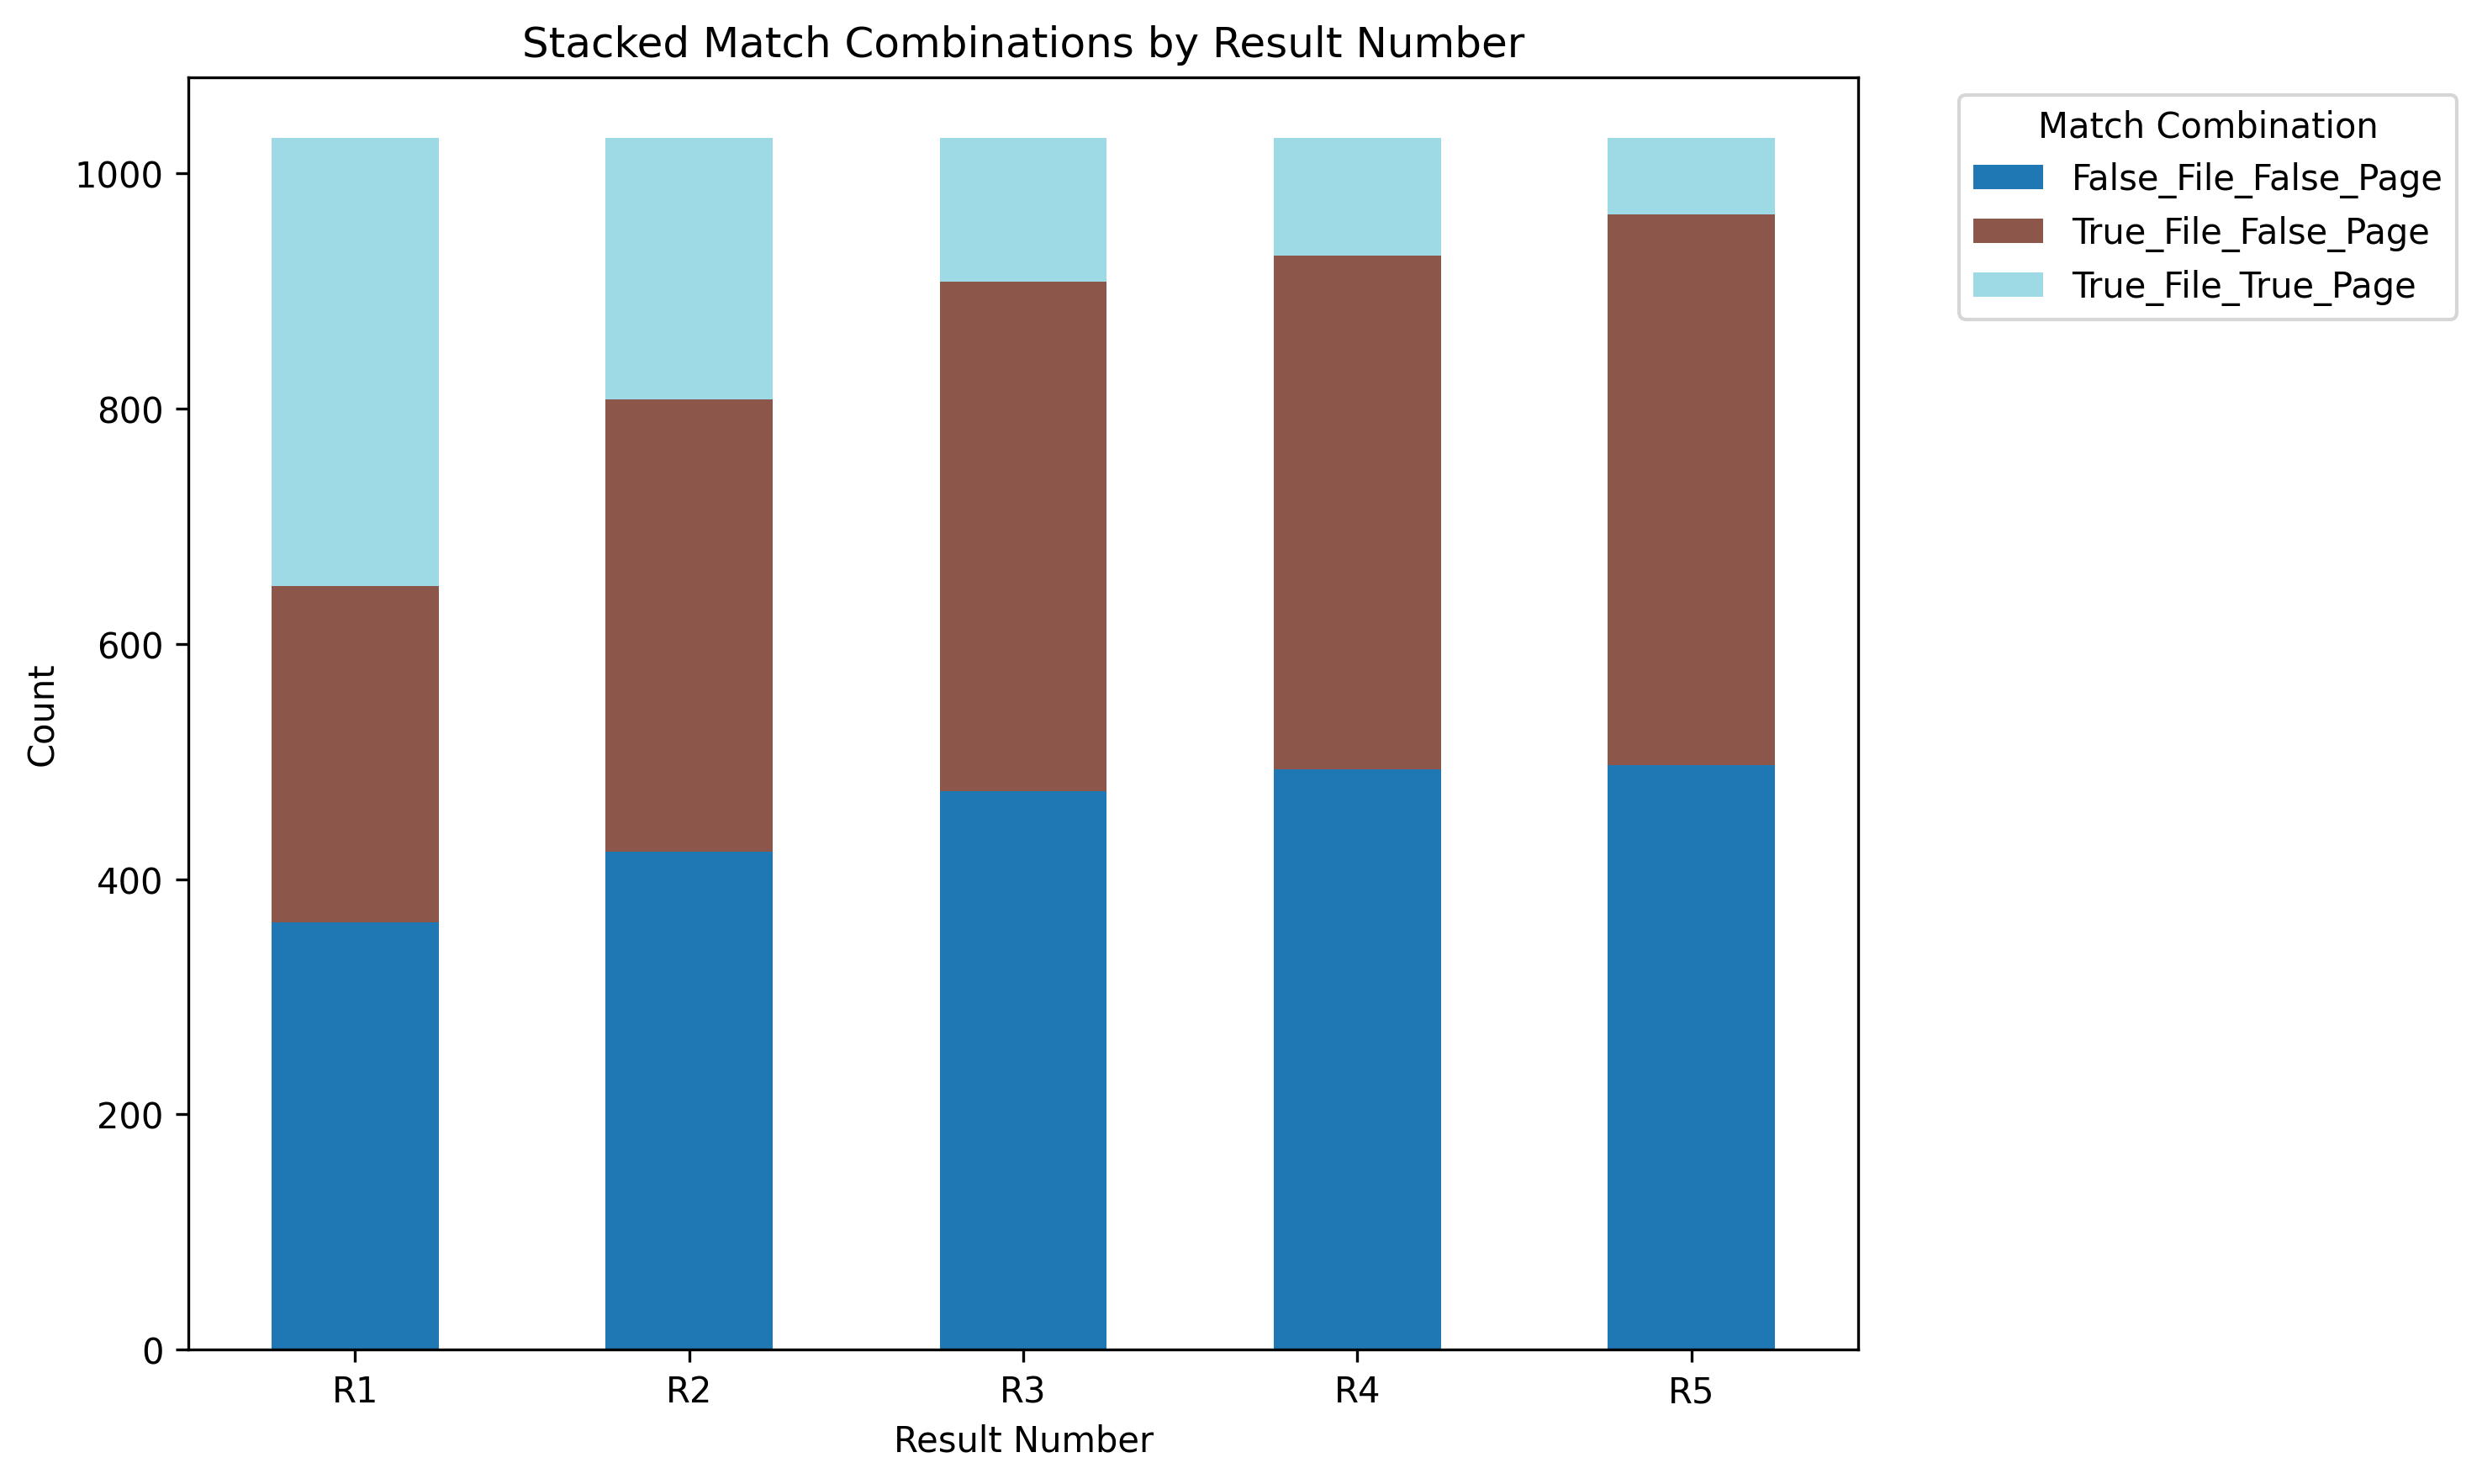 Stacked Match Combinations by Result Number
Match Combination
False_File_False_Page
True_File_False_Page
True_File_True_Page
Count
1000
800
600
400
200
0
R1 R2 R3 R4 R5
Result Number